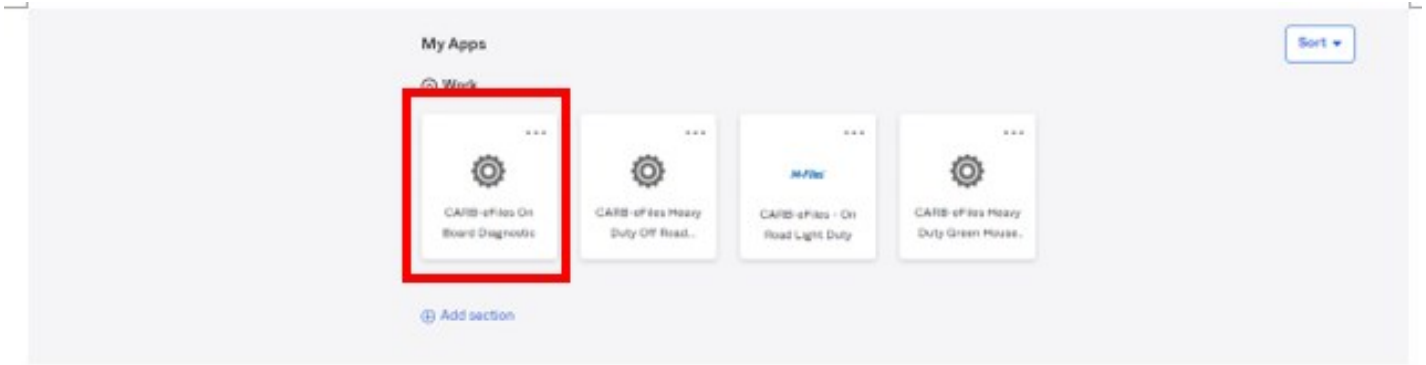 My Apps
Sort
Work
CARB-eFiles On
Board Diagnostic
CARB-eFiles Heavy
Duty Off Road...
M-Files
CARB-eFiles - On
Road Light Duty
CARB-eFiles Heavy
Duty Green House...
Add section